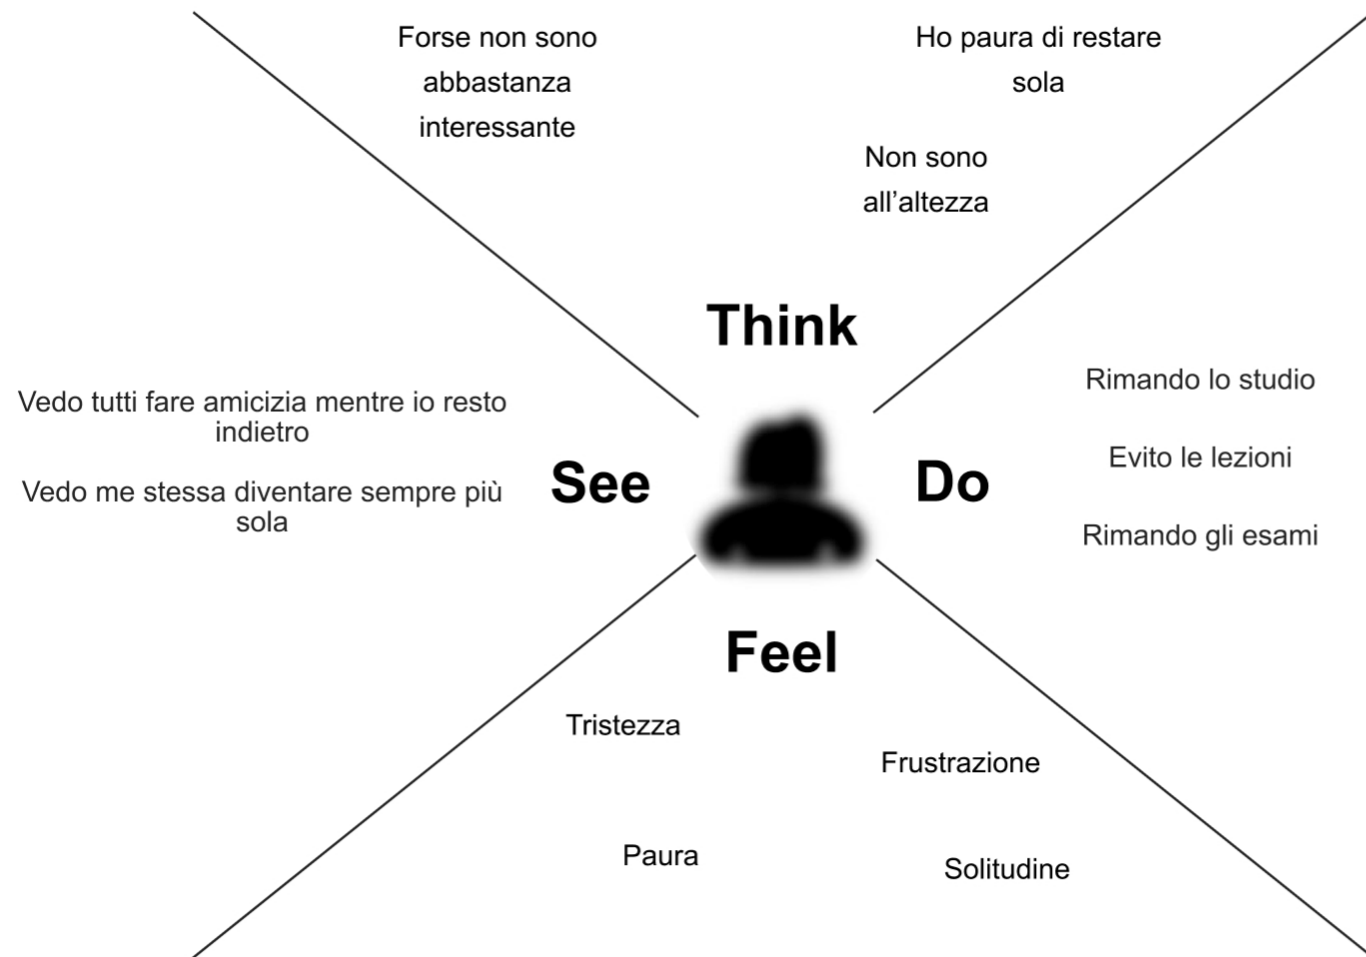 Forse non sono
abbastanza
interessante
Ho paura di restare
sola
Non sono
all’altezza
Think
Vedo tutti fare amicizia mentre io resto
indietro
Vedo me stessa diventare sempre più
sola
See
Do
Rimando lo studio
Evito le lezioni
Rimando gli esami
Feel
Tristezza
Frustrazione
Paura
Solitudine